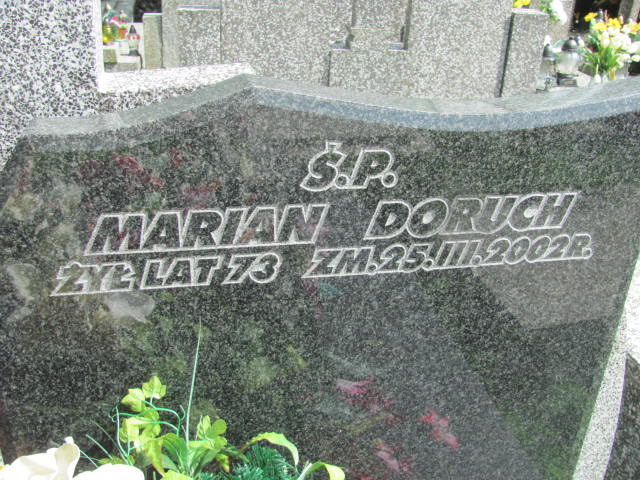 Ś.P.
MARIAN DORUCH
ŻYŁ LAT 73 ZM.25.III.2002R.